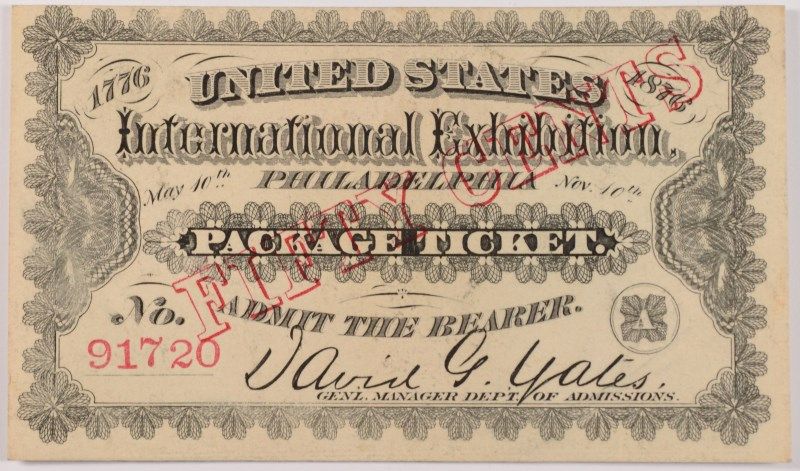 1776 UNITED STATES 1876
International Exhibition,
May 10th PHILADELPHIA Nov. 10th
PACKAGE TICKET.
FIFTY CENTS
No. ADMIT THE BEARER.
91720
A
David G. Yates,
GENL. MANAGER DEPT. OF ADMISSIONS.